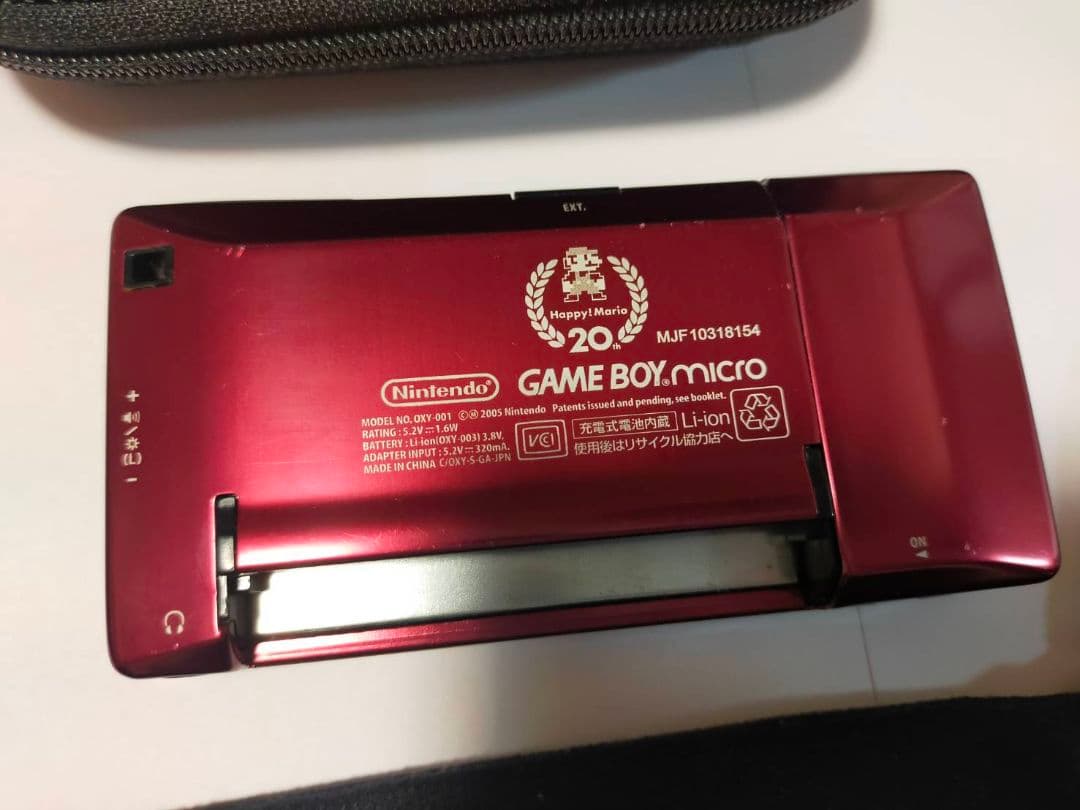 EXT.
Happy! Mario
20th
MJF10318154
Nintendo®
GAME BOY® micro
MODEL NO. OXY-001 ©Ⓜ 2005 Nintendo Patents issued and pending, see booklet.
RATING : 5.2V⎓1.6W
BATTERY : Li-ion(OXY-003) 3.8V.
ADAPTER INPUT : 5.2V⎓320mA.
MADE IN CHINA C/OXY-S-GA-JPN
VCI
充電式電池内蔵
使用後はリサイクル協力店へ
Li-ion
+
(L)
-
ON